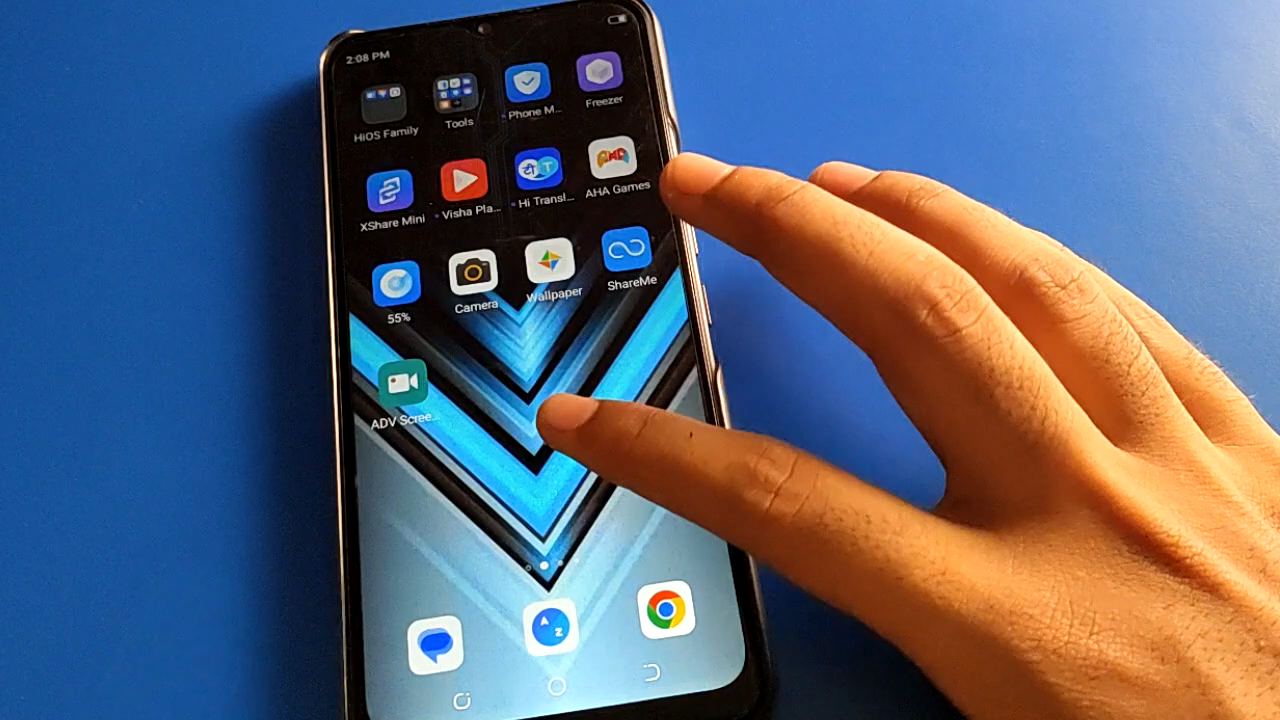 2:08 PM
HiOS Family
Tools
Phone M...
Freezer
XShare Mini
Visha Pla...
Hi Transl...
AHA Games
55%
Camera
Wallpaper
ShareMe
ADV Scree...
A
Z